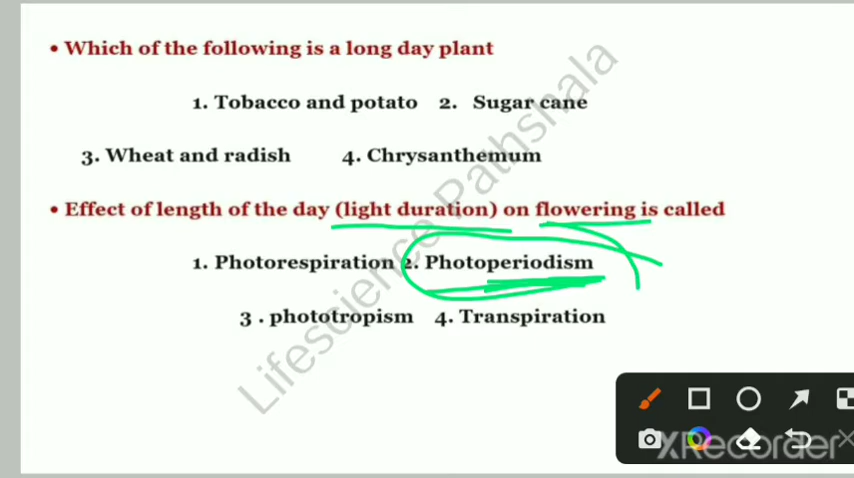 • Which of the following is a long day plant
1. Tobacco and potato 2. Sugar cane
3. Wheat and radish 4. Chrysanthemum
• Effect of length of the day (light duration) on flowering is called
1. Photorespiration 2. Photoperiodism
3 . phototropism 4. Transpiration
Lifescience Pathshala
XRecorder